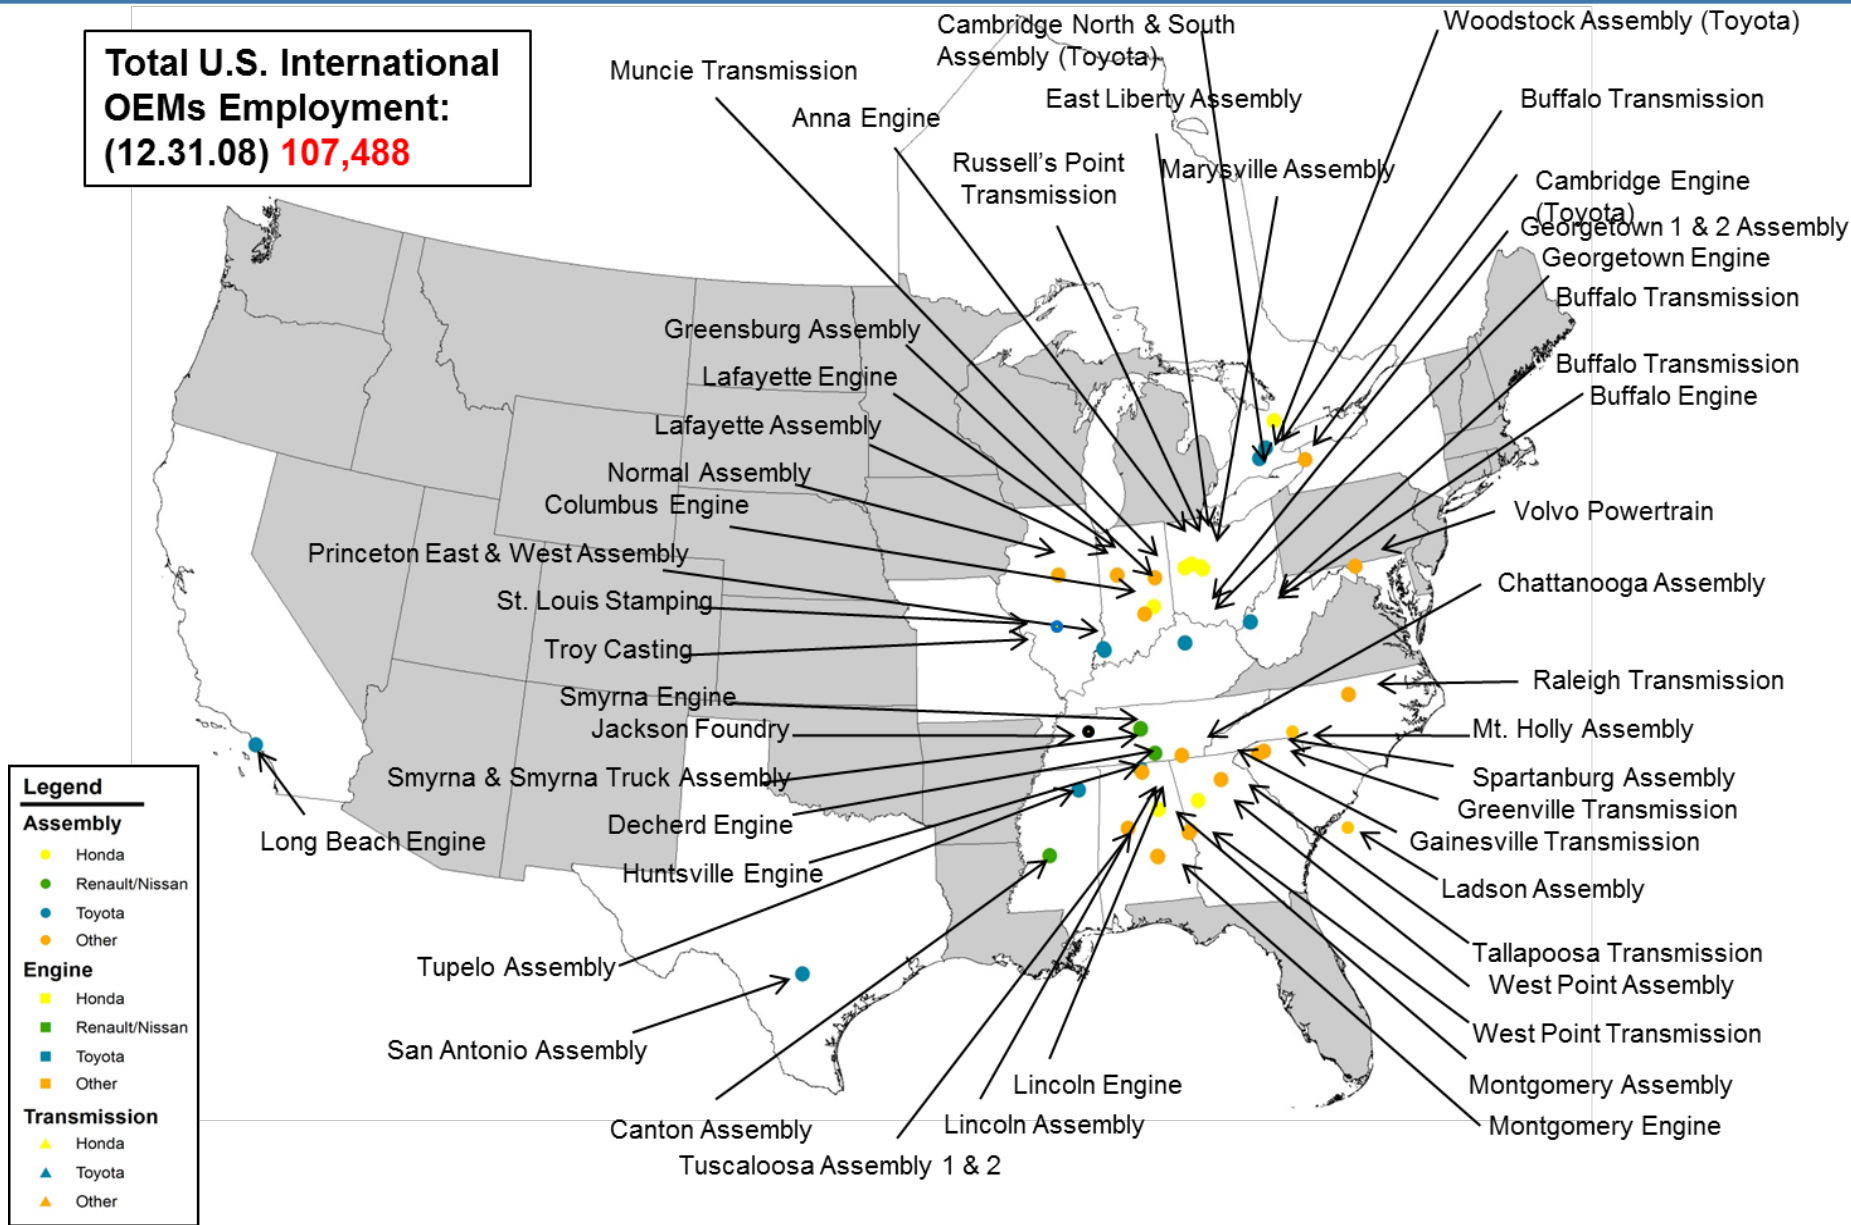 Total U.S. International
OEMs Employment:
(12.31.08) 107,488
Cambridge North & South
Assembly (Toyota)
Woodstock Assembly (Toyota)
Muncie Transmission
East Liberty Assembly
Buffalo Transmission
Anna Engine
Russell's Point
Transmission
Marysville Assembly
Cambridge Engine
(Toyota)
Georgetown 1 & 2 Assembly
Georgetown Engine
Buffalo Transmission
Greensburg Assembly
Buffalo Transmission
Lafayette Engine
Buffalo Engine
Lafayette Assembly
Normal Assembly
Columbus Engine
Volvo Powertrain
Princeton East & West Assembly
Chattanooga Assembly
St. Louis Stamping
Troy Casting
Raleigh Transmission
Smyrna Engine
Jackson Foundry
Mt. Holly Assembly
Smyrna & Smyrna Truck Assembly
Spartanburg Assembly
Decherd Engine
Greenville Transmission
Long Beach Engine
Gainesville Transmission
Huntsville Engine
Ladson Assembly
Tupelo Assembly
Tallapoosa Transmission
West Point Assembly
San Antonio Assembly
West Point Transmission
Lincoln Engine
Montgomery Assembly
Canton Assembly
Lincoln Assembly
Montgomery Engine
Tuscaloosa Assembly 1 & 2
Legend
Assembly
Honda
Renault/Nissan
Toyota
Other
Engine
Honda
Renault/Nissan
Toyota
Other
Transmission
Honda
Toyota
Other